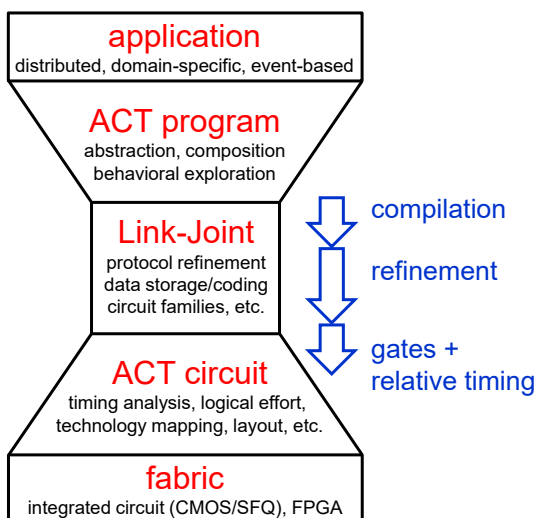 application
distributed, domain-specific, event-based
ACT program
abstraction, composition
behavioral exploration
compilation
Link-Joint
protocol refinement
data storage/coding
circuit families, etc.
refinement
gates +
relative timing
ACT circuit
timing analysis, logical effort,
technology mapping, layout, etc.
fabric
integrated circuit (CMOS/SFQ), FPGA